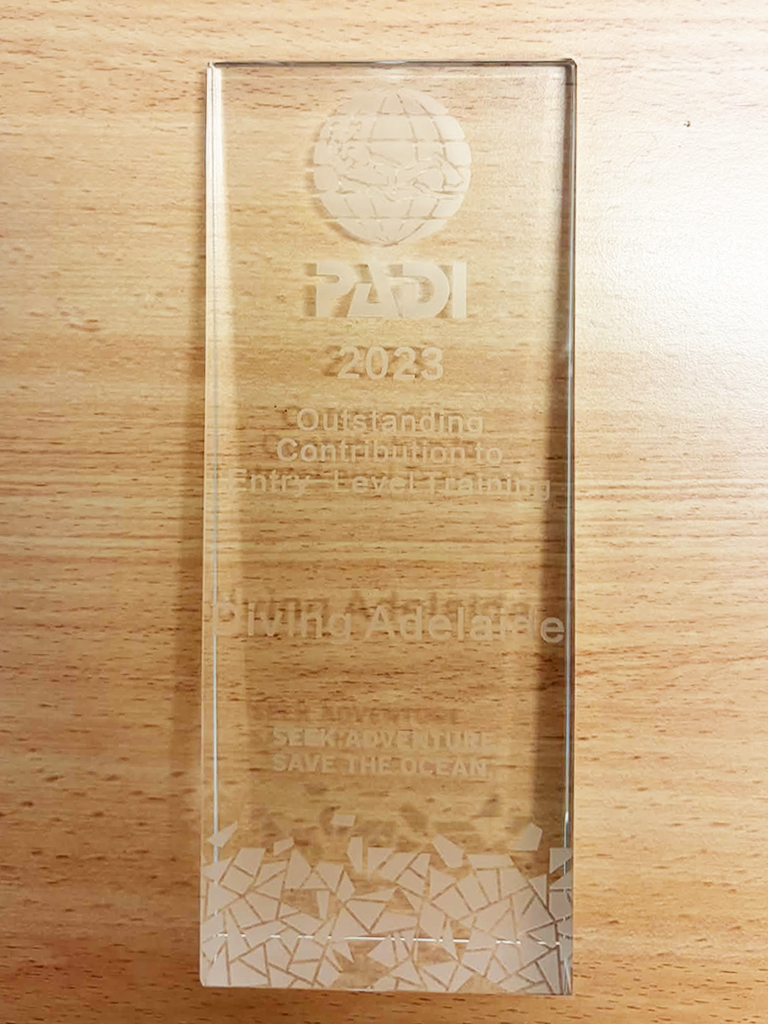 PADI
2023
Outstanding
Contribution to
Entry-Level Training
Diving Adelaide
SEEK ADVENTURE
SAVE THE OCEAN.